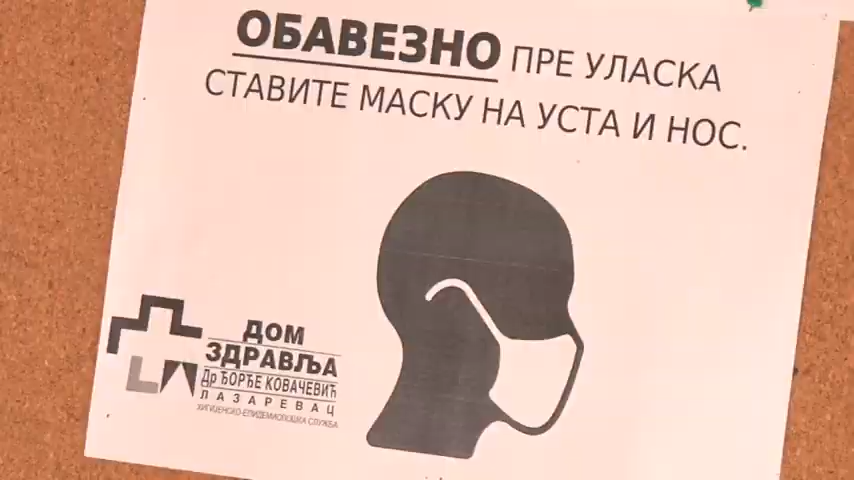 ОБАВЕЗНО ПРЕ УЛАСКА
СТАВИТЕ МАСКУ НА УСТА И НОС.
ДОМ
ЗДРАВЉА
Др ЂОРЂЕ КОВАЧЕВИЋ
ЛАЗАРЕВАЦ
ХИГИЈЕНСКО-ЕПИДЕМИОЛОШКА СЛУЖБА